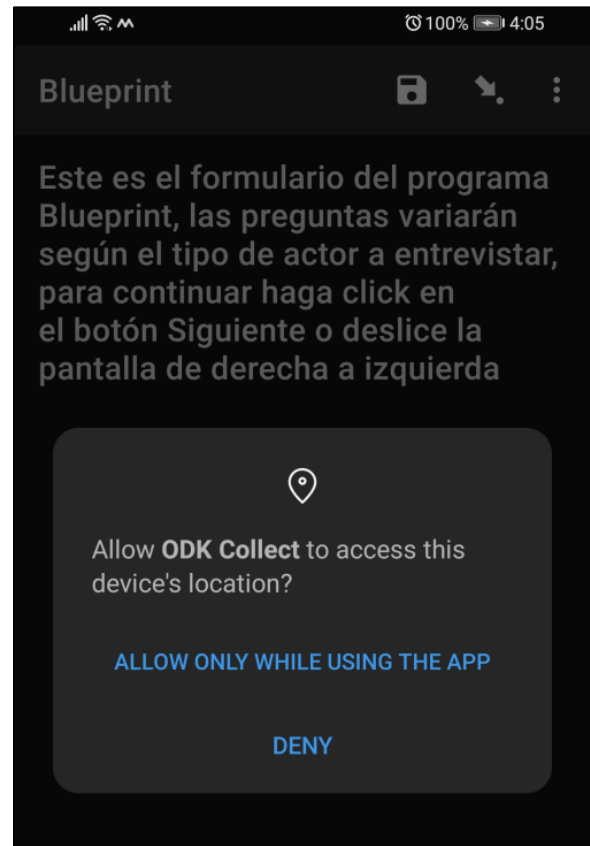 100% 4:05
Blueprint
Este es el formulario del programa
Blueprint, las preguntas variarán
según el tipo de actor a entrevistar,
para continuar haga click en
el botón Siguiente o deslice la
pantalla de derecha a izquierda
Allow ODK Collect to access this
device's location?
ALLOW ONLY WHILE USING THE APP
DENY